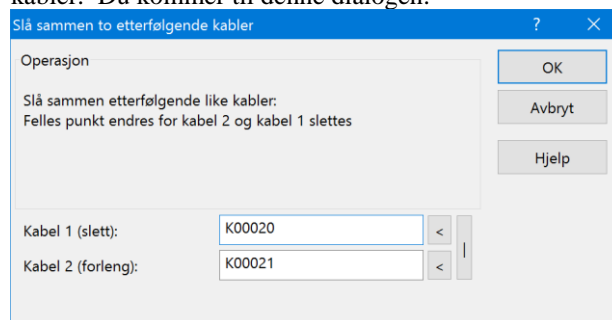 kabler. Du kommer til denne dialogen:
Slå sammen to etterfølgende kabler ? ×
Operasjon
OK
Slå sammen etterfølgende like kabler:
Felles punkt endres for kabel 2 og kabel 1 slettes
Avbryt
Hjelp
Kabel 1 (slett): K00020 <
|
Kabel 2 (forleng): K00021 <